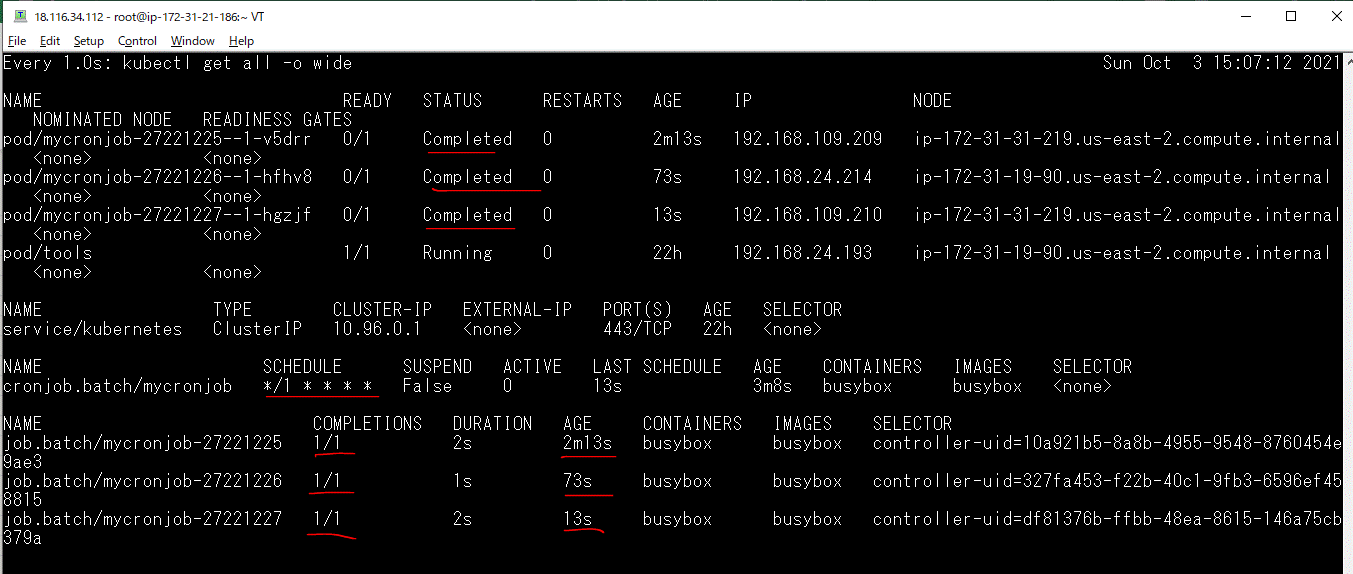 18.116.34.112 - root@ip-172-31-21-186:~ VT
File Edit Setup Control Window Help
Every 1.0s: kubectl get all -o wide Sun Oct 3 15:07:12 2021
NAME READY STATUS RESTARTS AGE IP NODE
NOMINATED NODE READINESS GATES
pod/mycronjob-27221225--1-v5drr 0/1 Completed 0 2m13s 192.168.109.209 ip-172-31-31-219.us-east-2.compute.internal
<none> <none>
pod/mycronjob-27221226--1-hfhv8 0/1 Completed 0 73s 192.168.24.214 ip-172-31-19-90.us-east-2.compute.internal
<none> <none>
pod/mycronjob-27221227--1-hgzjf 0/1 Completed 0 13s 192.168.109.210 ip-172-31-31-219.us-east-2.compute.internal
<none> <none>
pod/tools 1/1 Running 0 22h 192.168.24.193 ip-172-31-19-90.us-east-2.compute.internal
<none> <none>
NAME TYPE CLUSTER-IP EXTERNAL-IP PORT(S) AGE SELECTOR
service/kubernetes ClusterIP 10.96.0.1 <none> 443/TCP 22h <none>
NAME SCHEDULE SUSPEND ACTIVE LAST SCHEDULE AGE CONTAINERS IMAGES SELECTOR
cronjob.batch/mycronjob */1 * * * * False 0 13s 3m8s busybox busybox <none>
NAME COMPLETIONS DURATION AGE CONTAINERS IMAGES SELECTOR
job.batch/mycronjob-27221225 1/1 2s 2m13s busybox busybox controller-uid=10a921b5-8a8b-4955-9548-8760454e
9ae3
job.batch/mycronjob-27221226 1/1 1s 73s busybox busybox controller-uid=327fa453-f22b-40c1-9fb3-6596ef45
8815
job.batch/mycronjob-27221227 1/1 2s 13s busybox busybox controller-uid=df81376b-ffbb-48ea-8615-146a75cb
379a